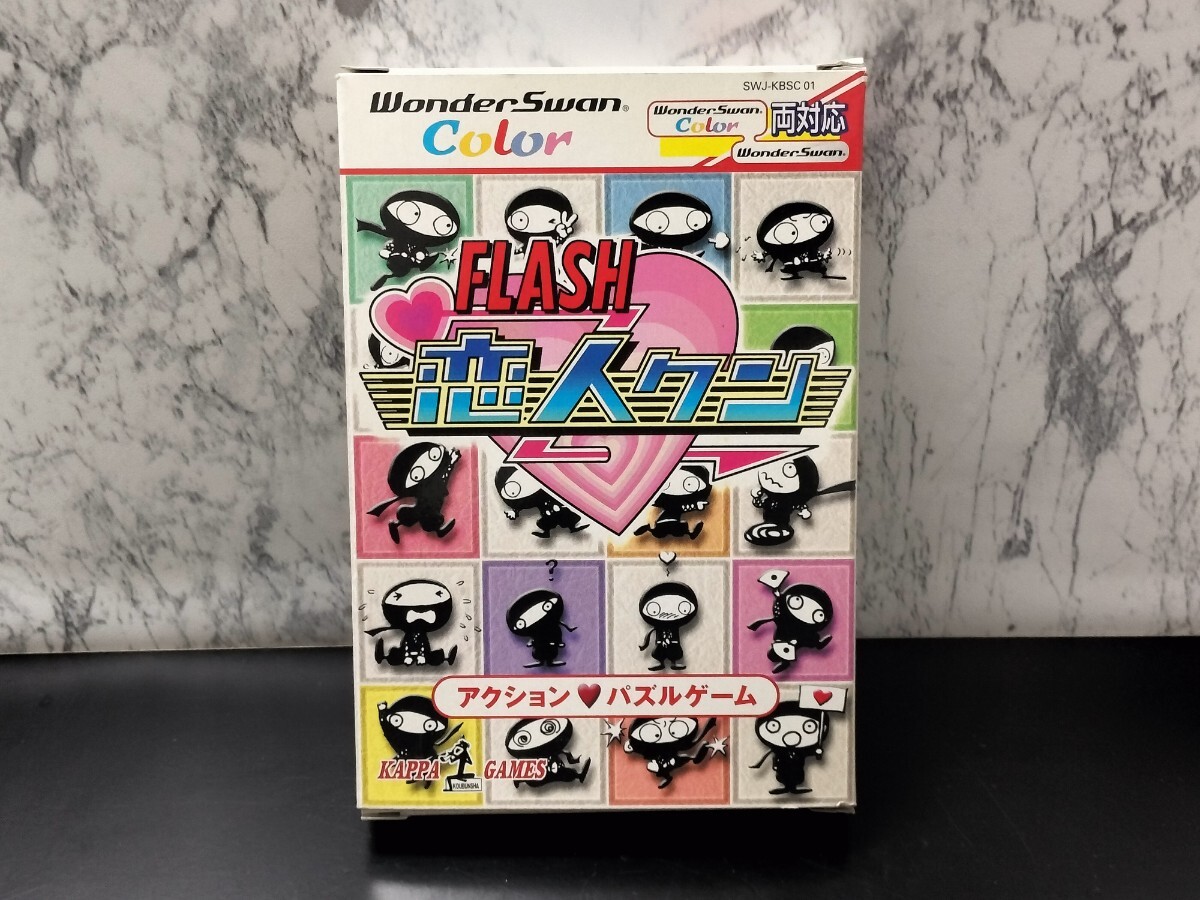 SWJ-KBSC 01
WonderSwan®
Color
WonderSwan®
Color
両対応
WonderSwan®
FLASH
恋人クン
?
アクション♥パズルゲーム
KAPPA GAMES
KOUBUNSHA